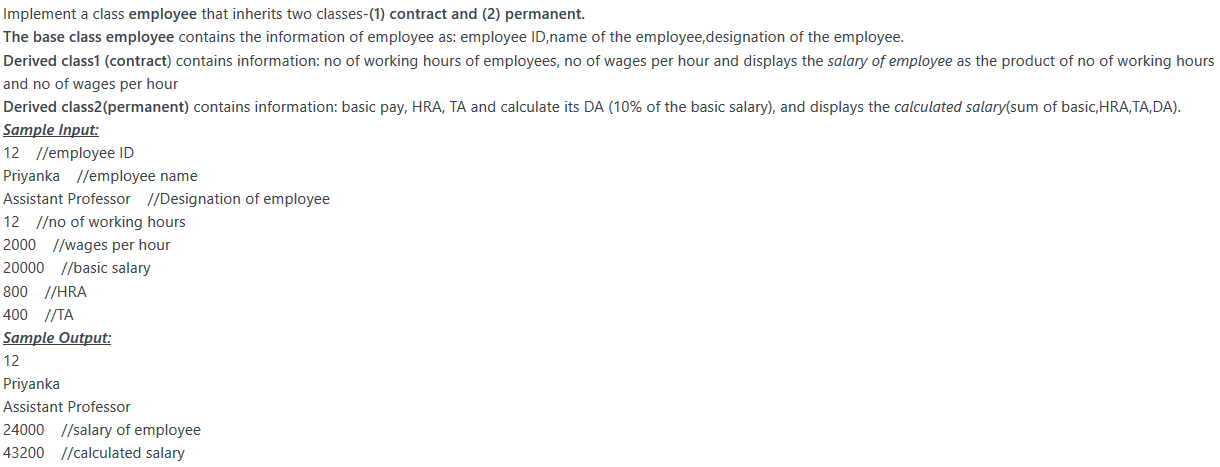 Implement a class employee that inherits two classes-(1) contract and (2) permanent.
The base class employee contains the information of employee as: employee ID,name of the employee,designation of the employee.
Derived class1 (contract) contains information: no of working hours of employees, no of wages per hour and displays the salary of employee as the product of no of working hours
and no of wages per hour
Derived class2(permanent) contains information: basic pay, HRA, TA and calculate its DA (10% of the basic salary), and displays the calculated salary(sum of basic,HRA,TA,DA).
Sample Input:
12 //employee ID
Priyanka //employee name
Assistant Professor //Designation of employee
12 //no of working hours
2000 //wages per hour
20000 //basic salary
800 //HRA
400 //TA
Sample Output:
12
Priyanka
Assistant Professor
24000 //salary of employee
43200 //calculated salary